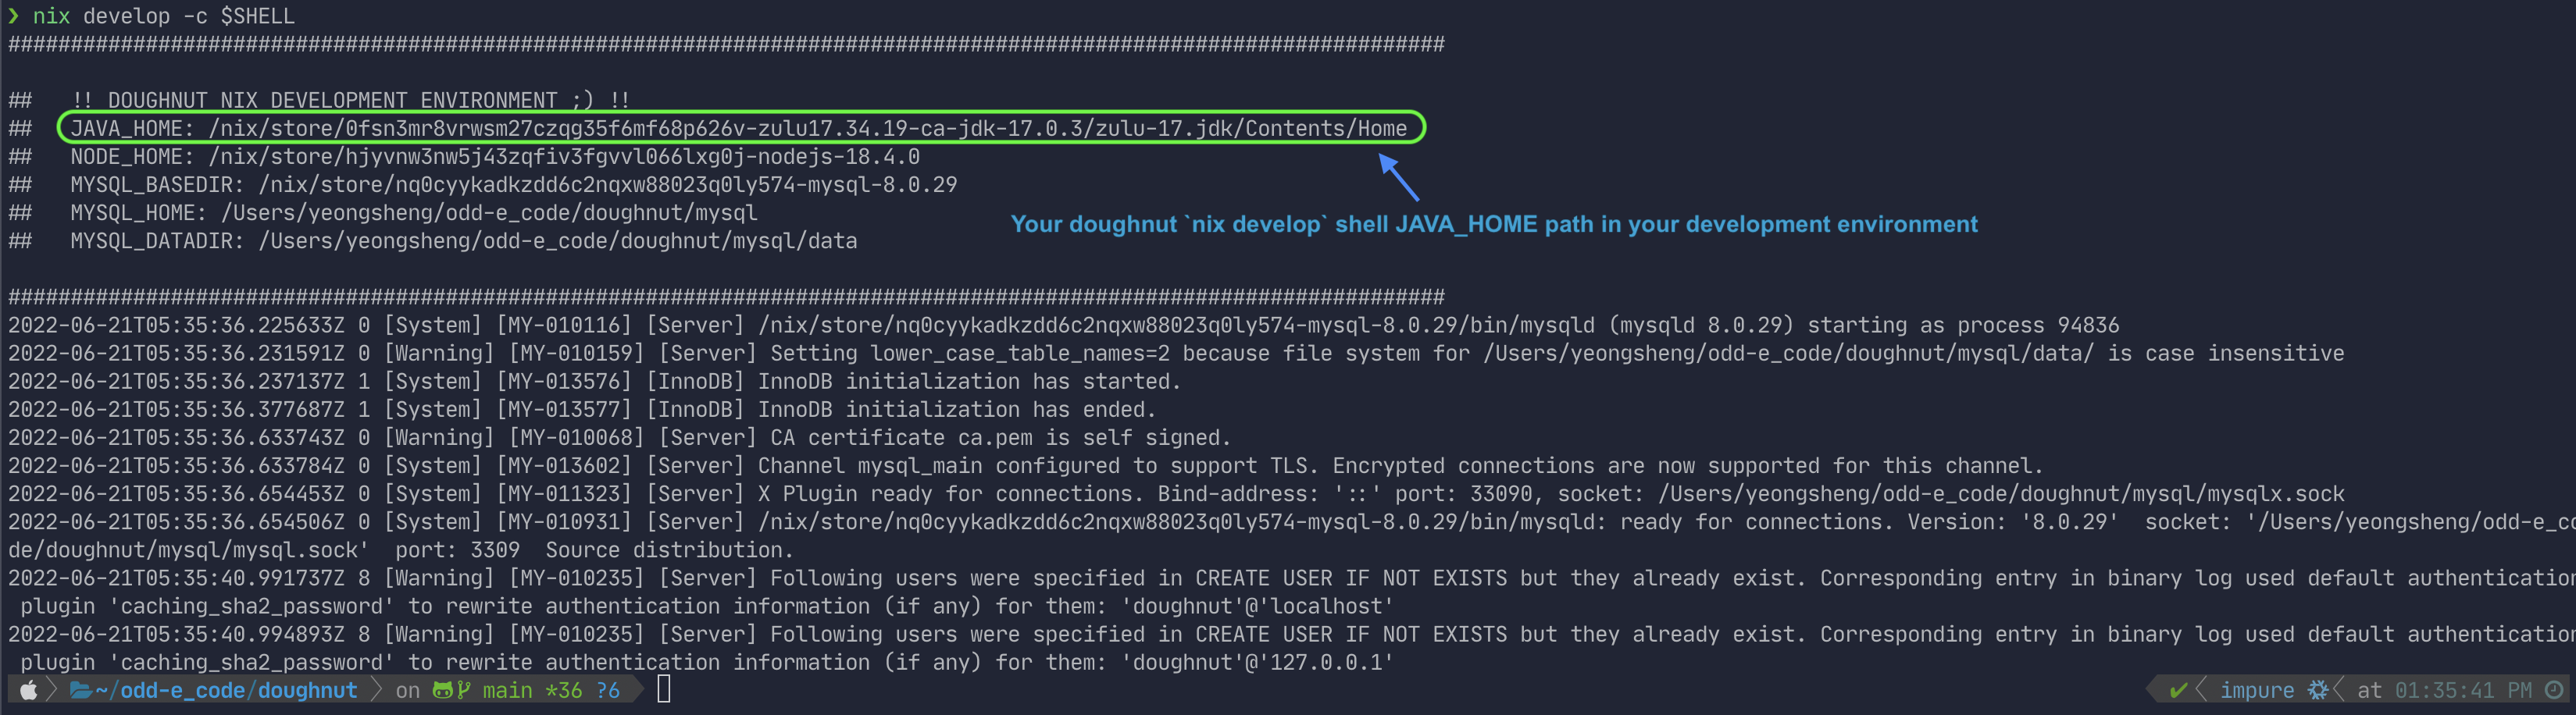 ❯ nix develop -c $SHELL
###################################################################################################################

## !! DOUGHNUT NIX DEVELOPMENT ENVIRONMENT ;) !!
## JAVA_HOME: /nix/store/0fsn3mr8vrwsm27czqg35f6mf68p626v-zulu17.34.19-ca-jdk-17.0.3/zulu-17.jdk/Contents/Home
## NODE_HOME: /nix/store/hjyvnw3nw5j43zqfiv3fgvvl066lxg0j-nodejs-18.4.0
## MYSQL_BASEDIR: /nix/store/nq0cyykadkzdd6c2nqxw88023q0ly574-mysql-8.0.29
## MYSQL_HOME: /Users/yeongsheng/odd-e_code/doughnut/mysql
Your doughnut `nix develop` shell JAVA_HOME path in your development environment
## MYSQL_DATADIR: /Users/yeongsheng/odd-e_code/doughnut/mysql/data

###################################################################################################################
2022-06-21T05:35:36.225633Z 0 [System] [MY-010116] [Server] /nix/store/nq0cyykadkzdd6c2nqxw88023q0ly574-mysql-8.0.29/bin/mysqld (mysqld 8.0.29) starting as process 94836
2022-06-21T05:35:36.231591Z 0 [Warning] [MY-010159] [Server] Setting lower_case_table_names=2 because file system for /Users/yeongsheng/odd-e_code/doughnut/mysql/data/ is case insensitive
2022-06-21T05:35:36.237137Z 1 [System] [MY-013576] [InnoDB] InnoDB initialization has started.
2022-06-21T05:35:36.377687Z 1 [System] [MY-013577] [InnoDB] InnoDB initialization has ended.
2022-06-21T05:35:36.633743Z 0 [Warning] [MY-010068] [Server] CA certificate ca.pem is self signed.
2022-06-21T05:35:36.633784Z 0 [System] [MY-013602] [Server] Channel mysql_main configured to support TLS. Encrypted connections are now supported for this channel.
2022-06-21T05:35:36.654453Z 0 [System] [MY-011323] [Server] X Plugin ready for connections. Bind-address: '::' port: 33090, socket: /Users/yeongsheng/odd-e_code/doughnut/mysql/mysqlx.sock
2022-06-21T05:35:36.654506Z 0 [System] [MY-010931] [Server] /nix/store/nq0cyykadkzdd6c2nqxw88023q0ly574-mysql-8.0.29/bin/mysqld: ready for connections. Version: '8.0.29'  socket: '/Users/yeongsheng/odd-e_co
de/doughnut/mysql/mysql.sock'  port: 3309  Source distribution.
2022-06-21T05:35:40.991737Z 8 [Warning] [MY-010235] [Server] Following users were specified in CREATE USER IF NOT EXISTS but they already exist. Corresponding entry in binary log used default authentication
plugin 'caching_sha2_password' to rewrite authentication information (if any) for them: 'doughnut'@'localhost'
2022-06-21T05:35:40.994893Z 8 [Warning] [MY-010235] [Server] Following users were specified in CREATE USER IF NOT EXISTS but they already exist. Corresponding entry in binary log used default authentication
plugin 'caching_sha2_password' to rewrite authentication information (if any) for them: 'doughnut'@'127.0.0.1'
~/odd-e_code/doughnut on main *36 ?6 ✔ impure at 01:35:41 PM